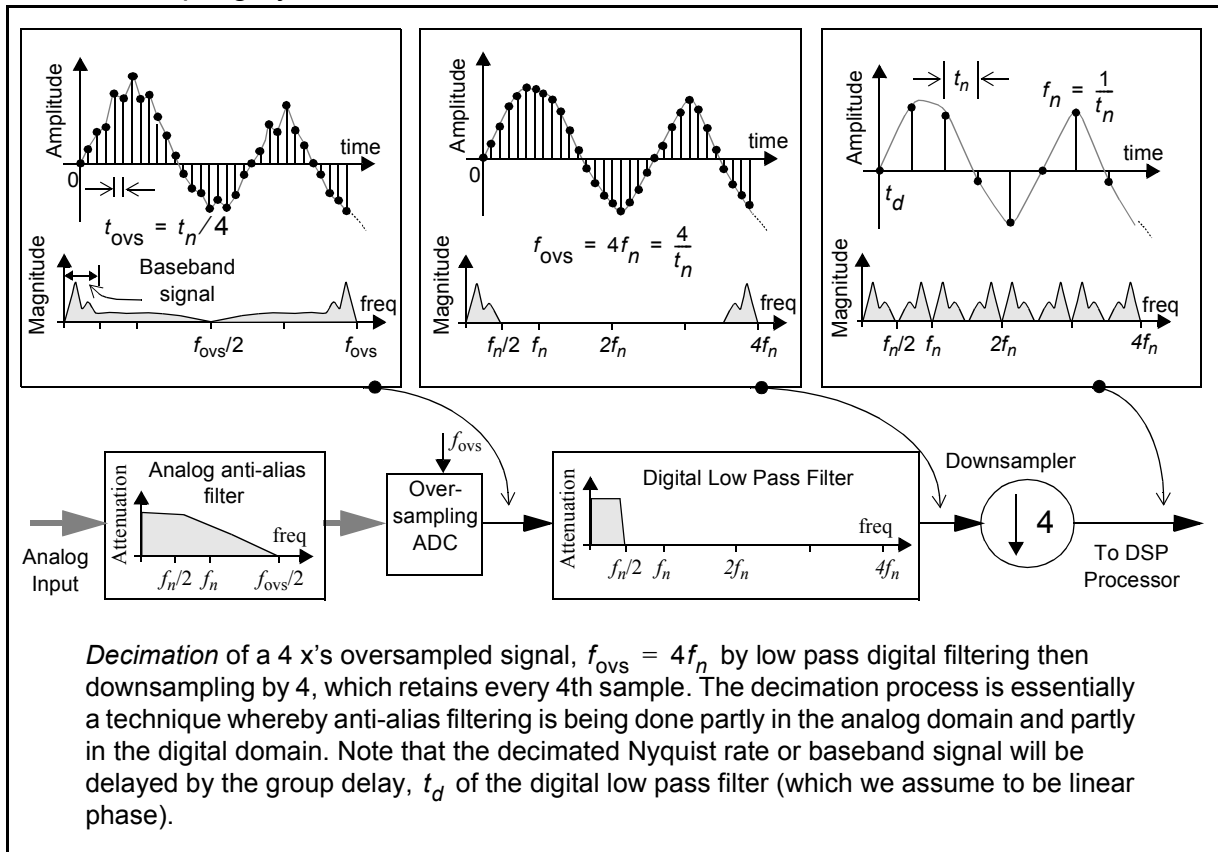 Amplitude
time
0
t_ovs = t_n/4
Magnitude
Baseband
signal
freq
f_ovs/2
f_ovs
Amplitude
time
0
f_ovs = 4f_n = 4/t_n
Magnitude
freq
f_n/2
f_n
2f_n
4f_n
Amplitude
t_n
f_n = 1/t_n
time
t_d
Magnitude
freq
f_n/2
f_n
2f_n
4f_n
Analog
Input
Analog anti-alias
filter
Attenuation
freq
f_n/2
f_n
f_ovs/2
f_ovs
Over-
sampling
ADC
Digital Low Pass Filter
Attenuation
freq
f_n/2
f_n
2f_n
4f_n
Downsampler
↓ 4
To DSP
Processor
Decimation of a 4 x's oversampled signal, f_ovs = 4f_n by low pass digital filtering then
downsampling by 4, which retains every 4th sample. The decimation process is essentially
a technique whereby anti-alias filtering is being done partly in the analog domain and partly
in the digital domain. Note that the decimated Nyquist rate or baseband signal will be
delayed by the group delay, t_d of the digital low pass filter (which we assume to be linear
phase).